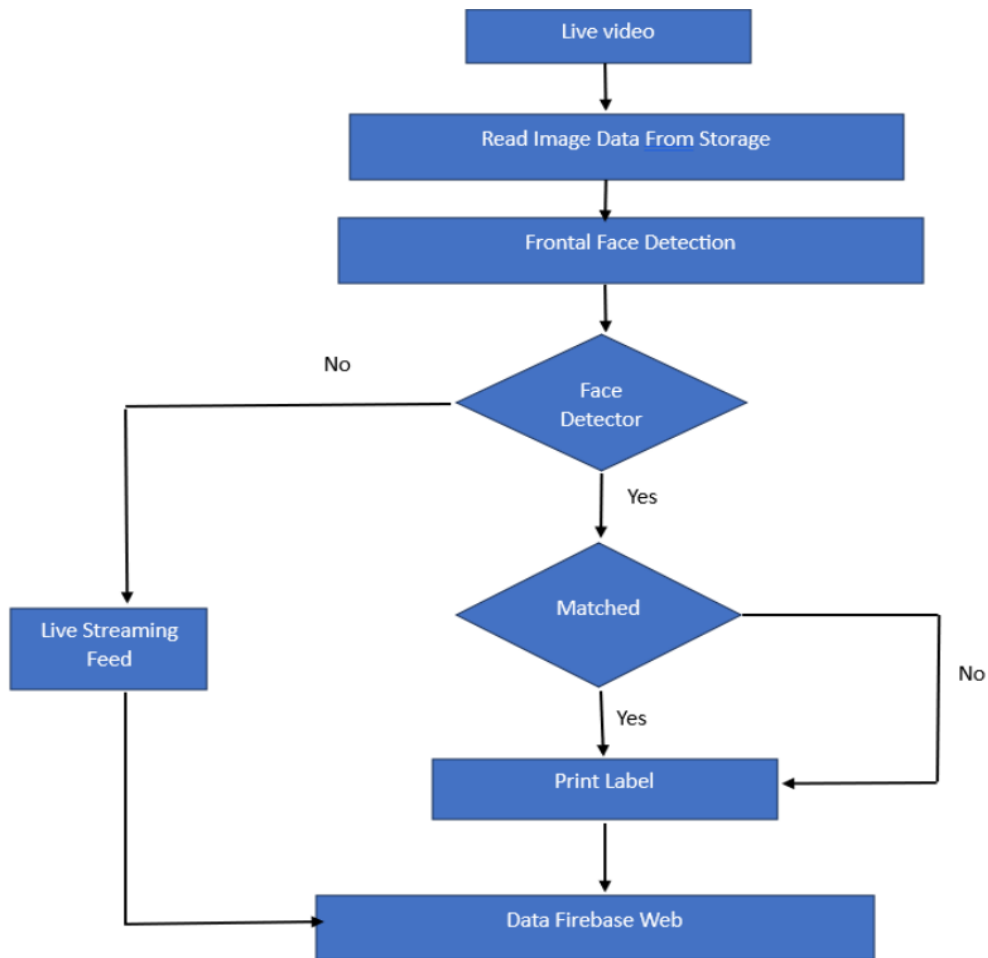 Live video
Read Image Data From Storage
Frontal Face Detection
No
Face
Detector
Yes
Matched
Live Streaming
Feed
No
Yes
Print Label
Data Firebase Web